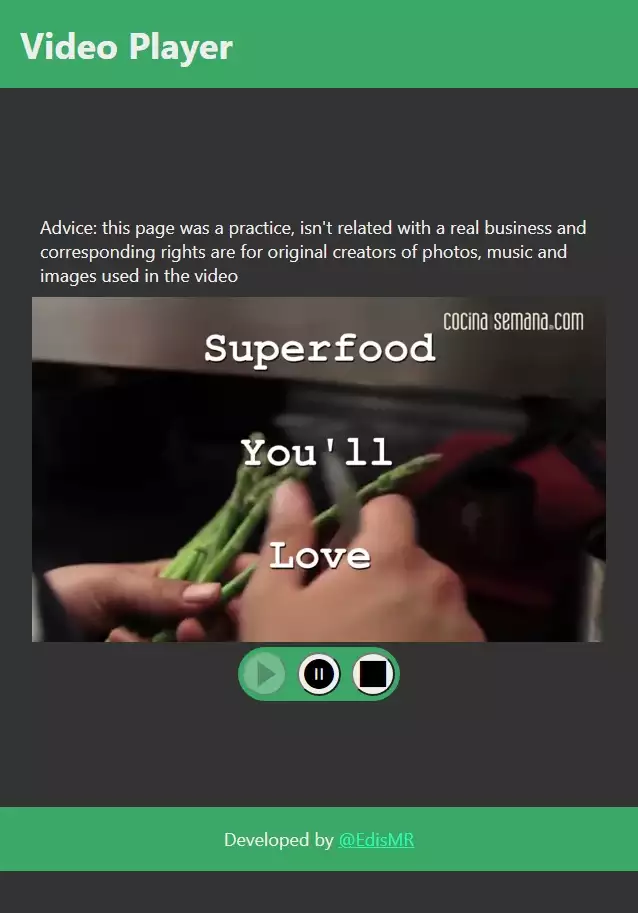 Video Player
Advice: this page was a practice, isn't related with a real business and
corresponding rights are for original creators of photos, music and
images used in the video
cocina semana.com
Superfood
You'll
Love
Developed by @EdisMR